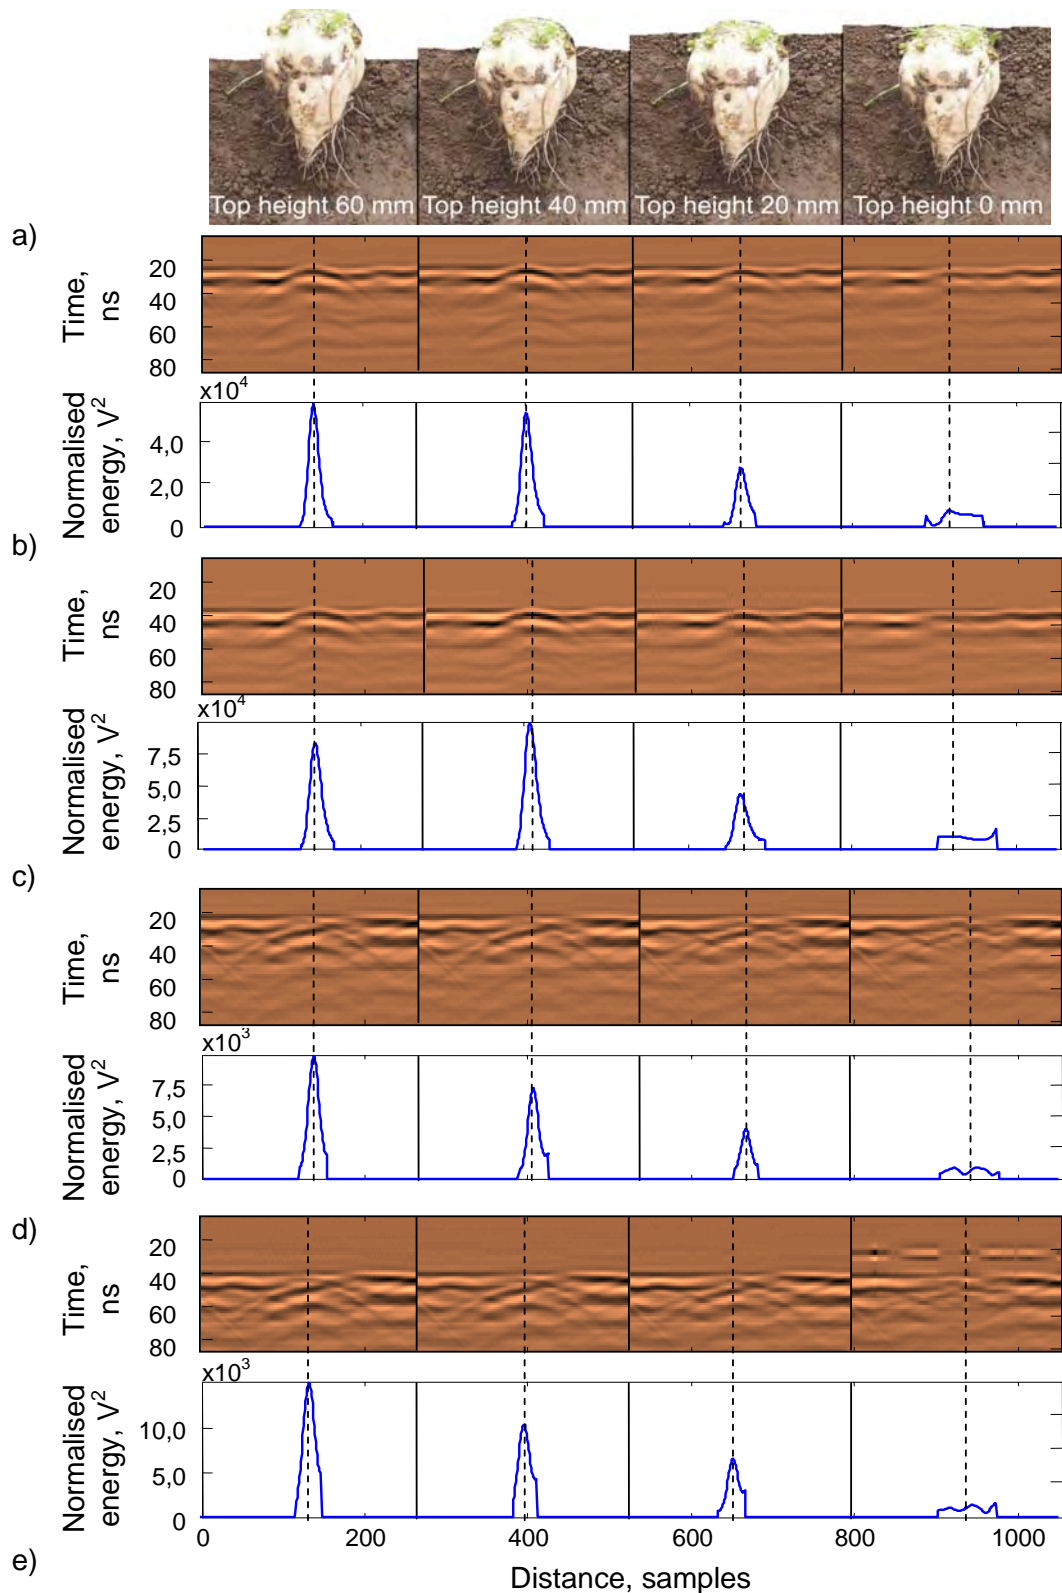 Top height 60 mm Top height 40 mm Top height 20 mm Top height 0 mm
a)
Time,
ns
20
40
60
80
x10⁴
Normalised
energy, V²
4,0
2,0
0
b)
Time,
ns
20
40
60
80
x10⁴
Normalised
energy, V²
7,5
5,0
2,5
0
c)
Time,
ns
20
40
60
80
x10³
Normalised
energy, V²
7,5
5,0
2,5
0
d)
Time,
ns
20
40
60
80
x10³
Normalised
energy, V²
10,0
5,0
0
0 200 400 600 800 1000
e)
Distance, samples